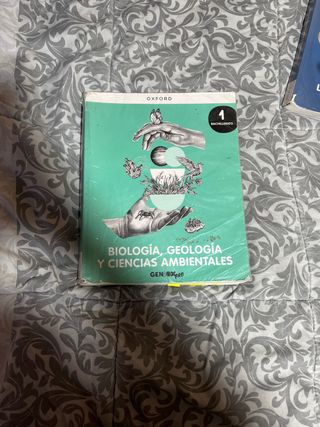 OXFORD
1
BACHILLERATO
BIOLOGÍA, GEOLOGÍA
Y CIENCIAS AMBIENTALES